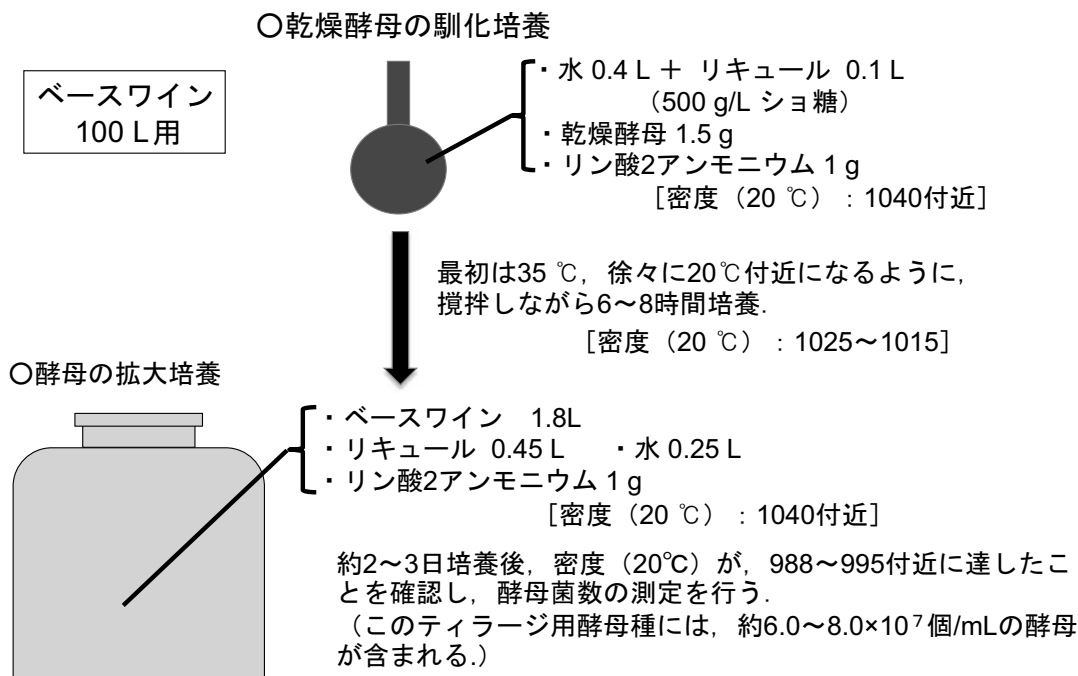 〇乾燥酵母の馴化培養
ベースワイン
100 L用
・水 0.4 L ＋ リキュール 0.1 L
（500 g/L ショ糖）
・乾燥酵母 1.5 g
・リン酸2アンモニウム 1 g
［密度（20 ℃）：1040付近］
最初は35 ℃，徐々に20℃付近になるように，
撹拌しながら6～8時間培養.
［密度（20 ℃）：1025～1015］
〇酵母の拡大培養
・ベースワイン 1.8L
・リキュール 0.45 L ・水 0.25 L
・リン酸2アンモニウム 1 g
［密度（20 ℃）：1040付近］
約2～3日培養後，密度（20℃）が，988～995付近に達したこ
とを確認し，酵母菌数の測定を行う.
（このティラージ用酵母種には，約6.0～8.0×10⁷個/mLの酵母
が含まれる.）